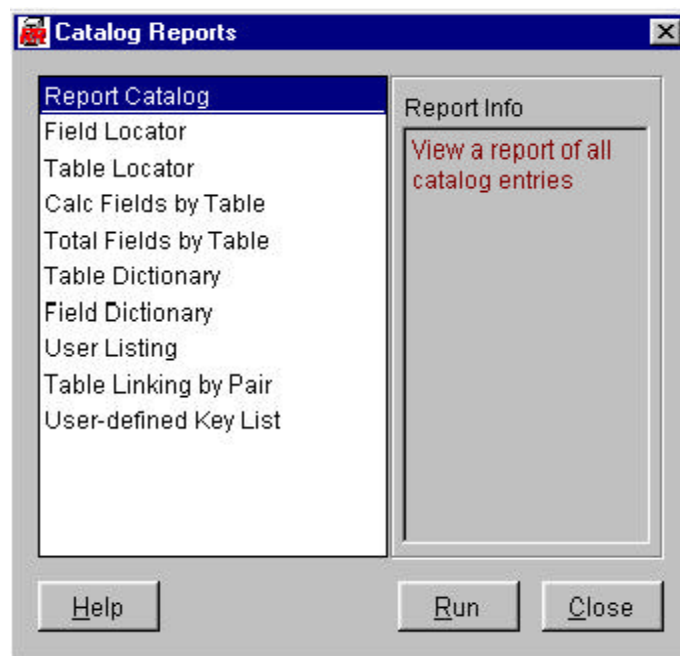 Catalog Reports
Report Catalog
Field Locator
Table Locator
Calc Fields by Table
Total Fields by Table
Table Dictionary
Field Dictionary
User Listing
Table Linking by Pair
User-defined Key List
Report Info
View a report of all
catalog entries
Help
Run
Close